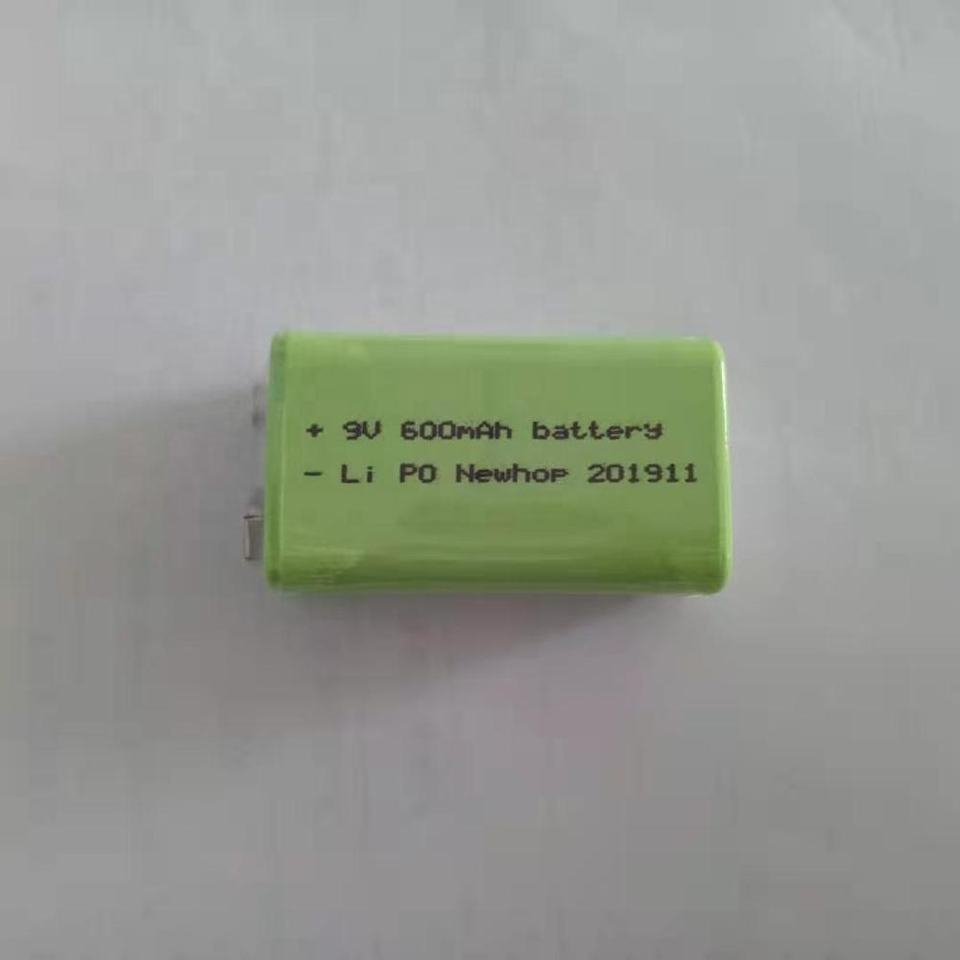 + 9V 600mAh battery
- Li PO Newhop 201911